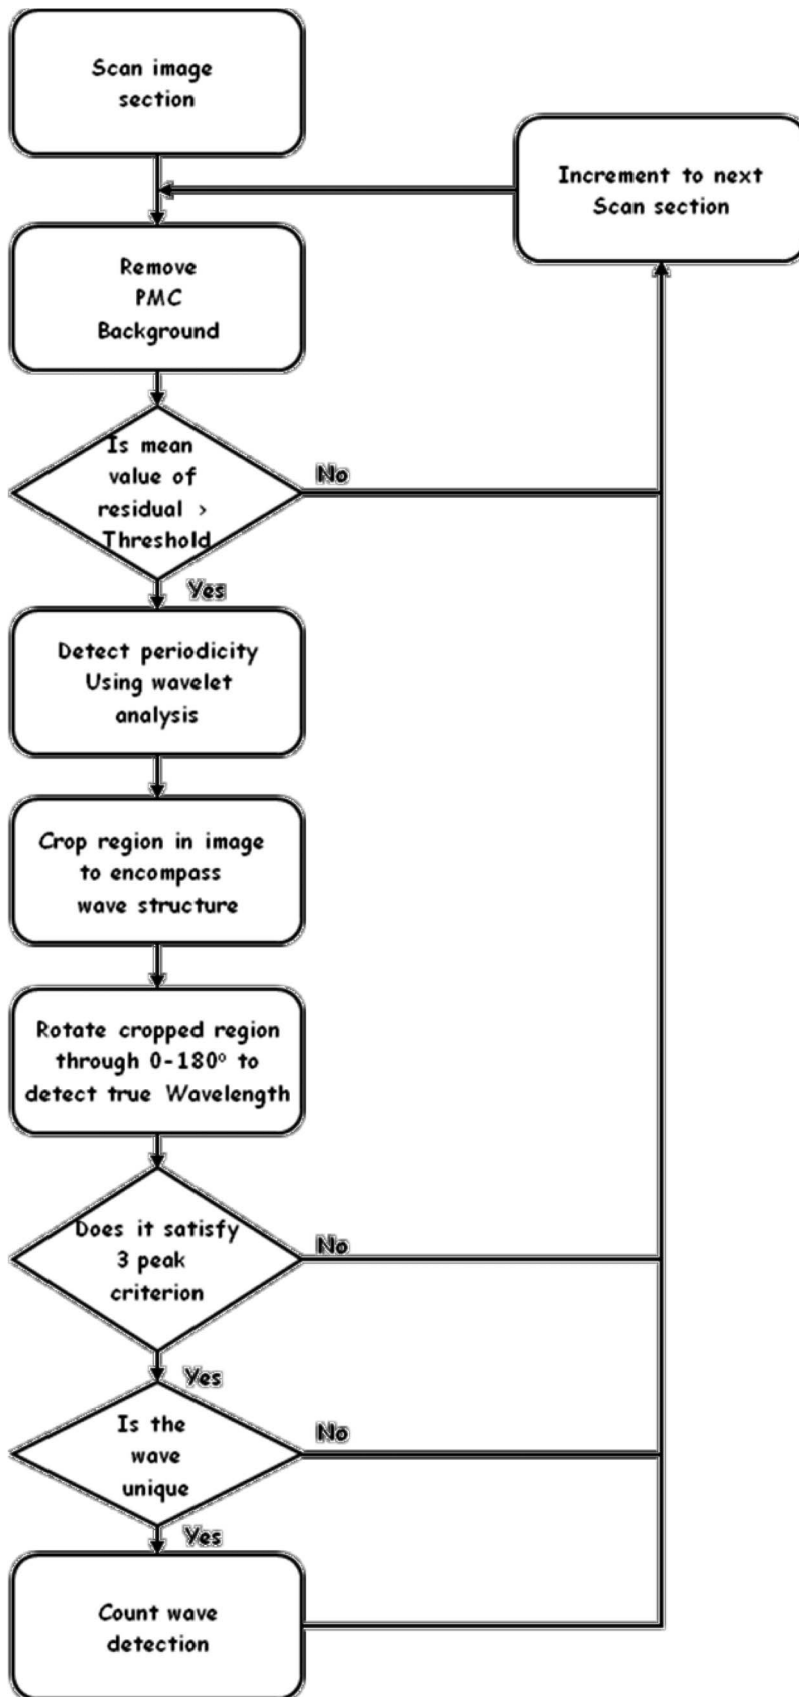 Scan image
section
Increment to next
Scan section
Remove
PMC
Background
Is mean
value of
residual >
Threshold
No
Yes
Detect periodicity
Using wavelet
analysis
Crop region in image
to encompass
wave structure
Rotate cropped region
through 0-180° to
detect true Wavelength
Does it satisfy
3 peak
criterion
No
Yes
Is the
wave
unique
No
Yes
Count wave
detection